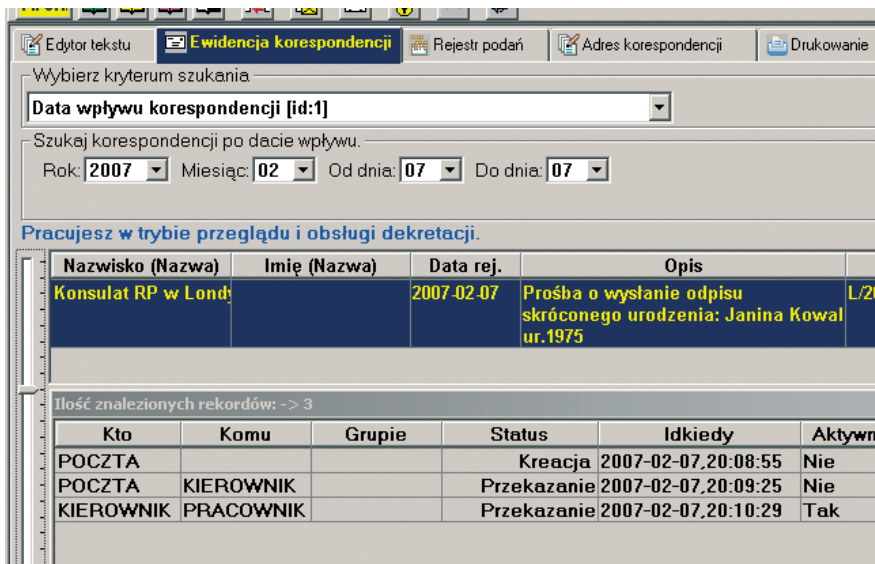 Edytor tekstu Ewidencja korespondencji Rejestr podań Adres korespondencji Drukowanie
Wybierz kryterum szukania
Data wpływu korespondencji [id:1]
Szukaj korespondencji po dacie wpływu.
Rok: 2007 Miesiąc: 02 Od dnia: 07 Do dnia: 07
Pracujesz w trybie przeglądu i obsługi dekretacji.
Nazwisko (Nazwa) Imię (Nazwa) Data rej. Opis
Konsulat RP w Londy 2007-02-07 Prośba o wysłanie odpisu L/20
skróconego urodzenia: Janina Kowal
ur.1975
Ilość znalezionych rekordów: -> 3
Kto Komu Grupie Status Idkiedy Aktywn
POCZTA Kreacja 2007-02-07,20:08:55 Nie
POCZTA KIEROWNIK Przekazanie 2007-02-07,20:09:25 Nie
KIEROWNIK PRACOWNIK Przekazanie 2007-02-07,20:10:29 Tak